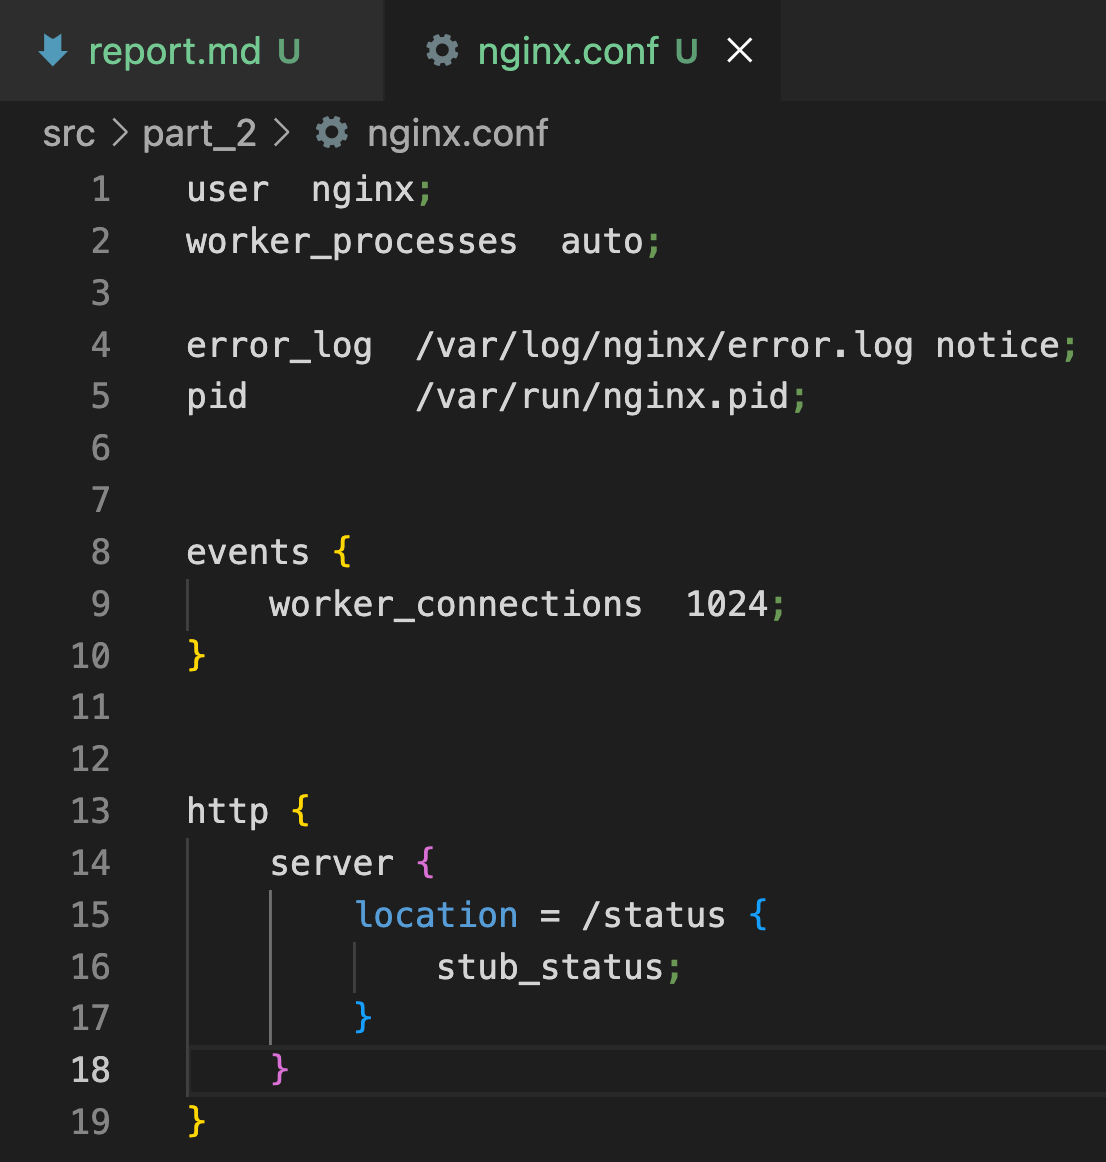 report.md U nginx.conf U
src > part_2 > nginx.conf
1 user  nginx;
2 worker_processes  auto;
3
4 error_log  /var/log/nginx/error.log notice;
5 pid        /var/run/nginx.pid;
6
7
8 events {
9     worker_connections  1024;
10 }
11
12
13 http {
14     server {
15         location = /status {
16             stub_status;
17         }
18     }
19 }